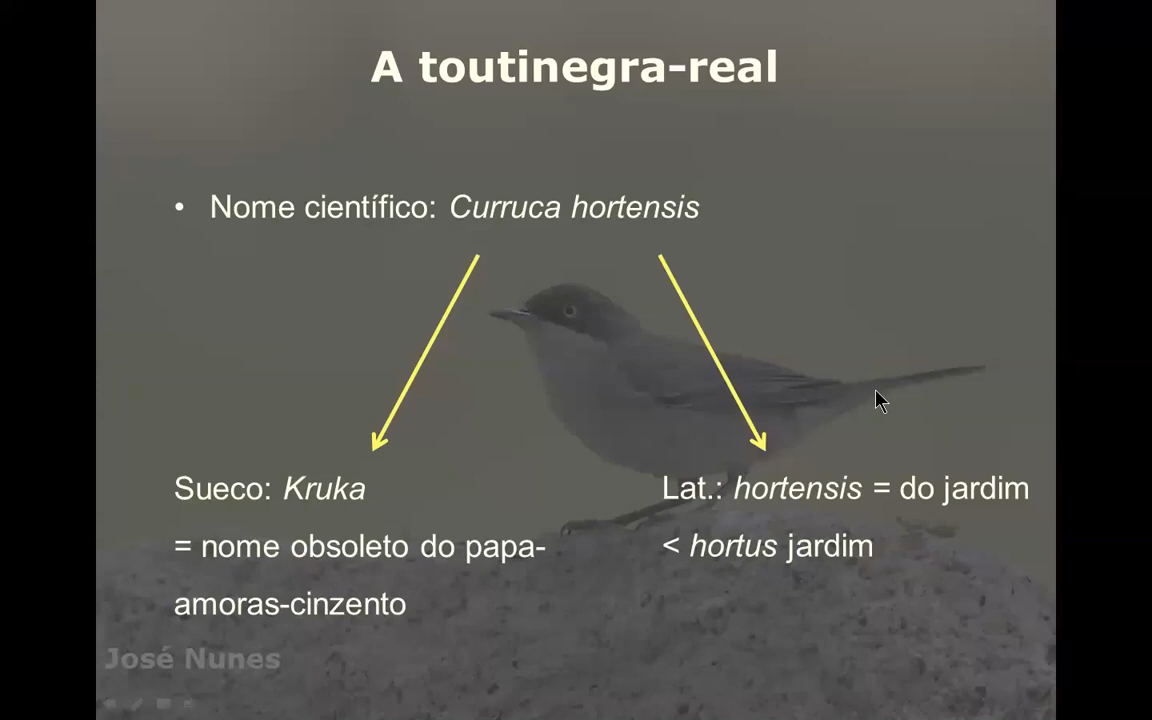 A toutinegra-real
• Nome científico: Curruca hortensis
Sueco: Kruka
= nome obsoleto do papa-
amoras-cinzento
Lat.: hortensis = do jardim
< hortus jardim
José Nunes